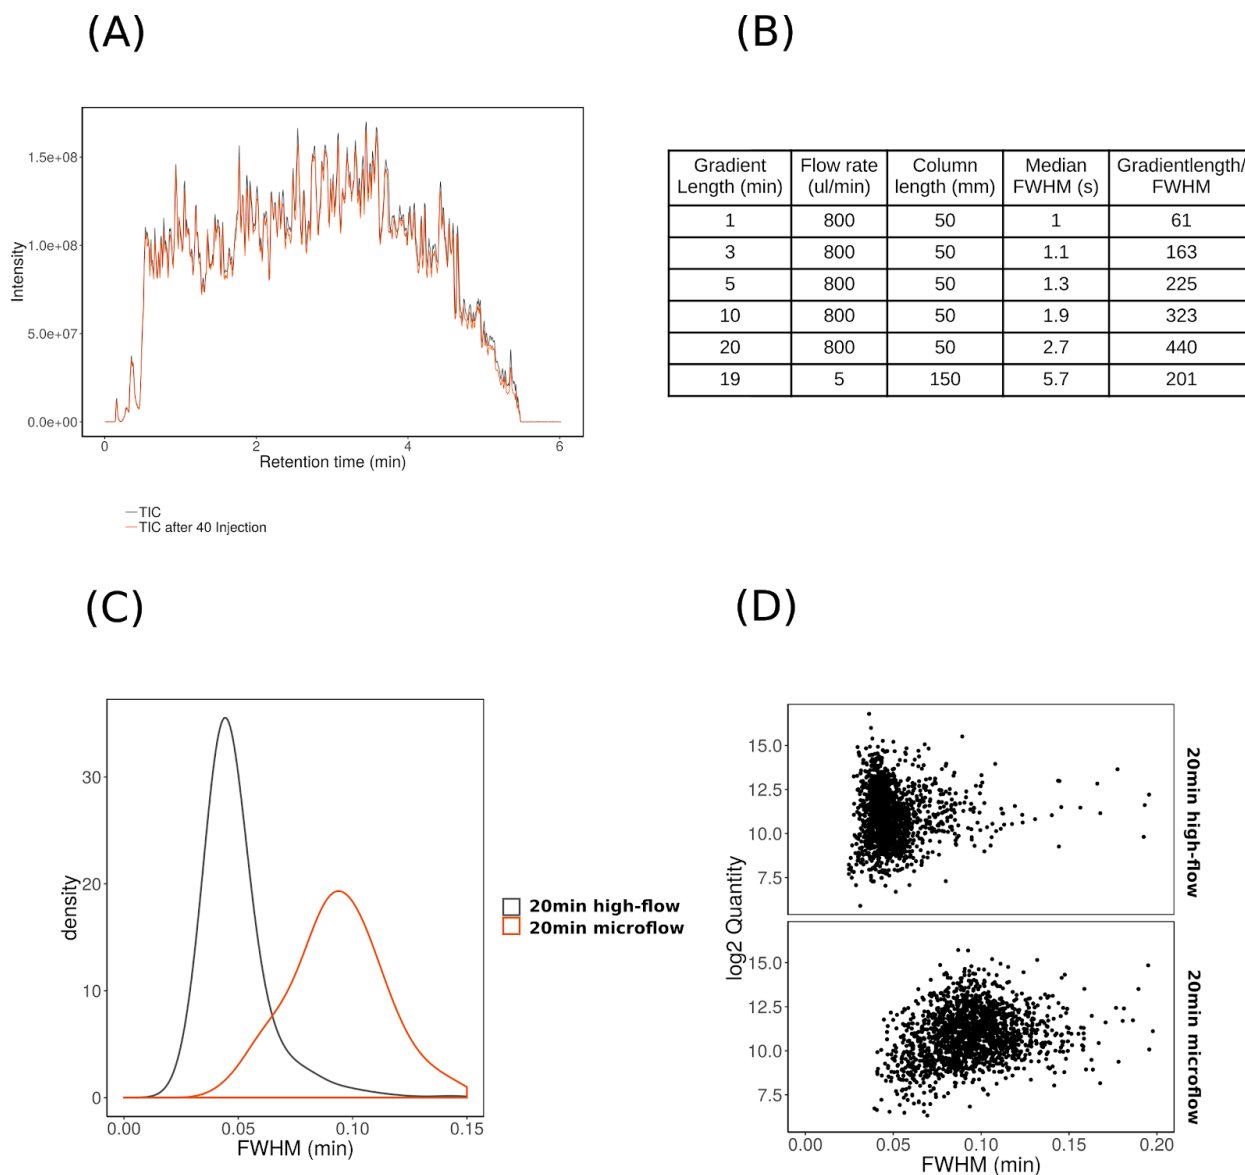 (A)
1.5e+08
1.0e+08
5.0e+07
0.0e+00
Intensity
0
2
4
6
Retention time (min)
TIC
TIC after 40 Injection
(B)
Gradient Length (min) Flow rate (ul/min) Column length (mm) Median FWHM (s) Gradientlength/ FWHM
1 800 50 1 61
3 800 50 1.1 163
5 800 50 1.3 225
10 800 50 1.9 323
20 800 50 2.7 440
19 5 150 5.7 201
(C)
30
20
10
0
density
0.00
0.05
0.10
0.15
FWHM (min)
20min high-flow
20min microflow
(D)
15.0
12.5
10.0
7.5
20min high-flow
log2 Quantity
15.0
12.5
10.0
7.5
20min microflow
0.00
0.05
0.10
0.15
0.20
FWHM (min)